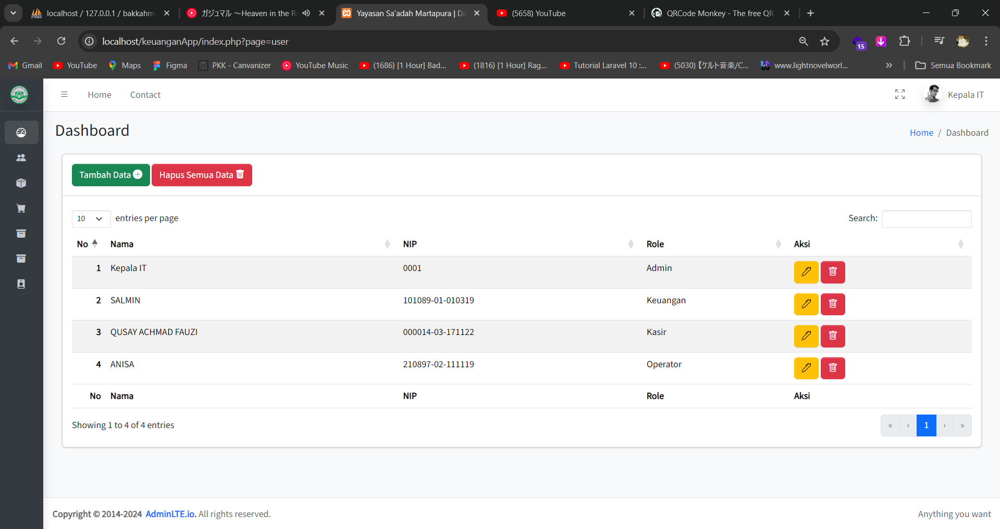 localhost / 127.0.0.1 / bakkahm
ガジュマル 〜Heaven in the R
Yayasan Sa'adah Martapura | Da
(5658) YouTube
QRCode Monkey - The free QR
localhost/keuanganApp/index.php?page=user
15
Gmail
YouTube
Maps
Figma
PKK - Canvanizer
YouTube Music
(1686) [1 Hour] Bad...
(1816) [1 Hour] Rag...
Tutorial Laravel 10 :...
(5030)【ケルト音楽/C...
www.lightnovelworl...
Semua Bookmark
Home
Contact
Kepala IT
Dashboard
Home / Dashboard
Tambah Data
Hapus Semua Data
10 entries per page
Search:
No Nama NIP Role Aksi
1 Kepala IT 0001 Admin
2 SALMIN 101089-01-010319 Keuangan
3 QUSAY ACHMAD FAUZI 000014-03-171122 Kasir
4 ANISA 210897-02-111119 Operator
No Nama NIP Role Aksi
Showing 1 to 4 of 4 entries
« ‹ 1 › »
Copyright © 2014-2024 AdminLTE.io. All rights reserved.
Anything you want